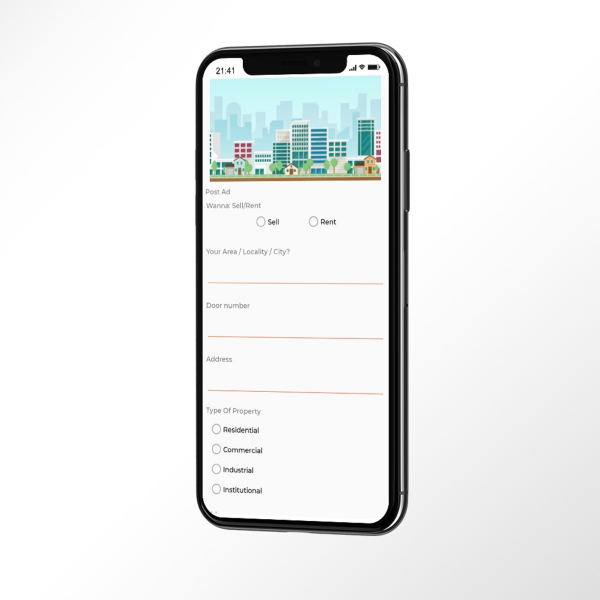 21:41
Post Ad
Wanna: Sell/Rent
Sell Rent
Your Area / Locality / City?
Door number
Address
Type Of Property
Residential
Commercial
Industrial
Institutional